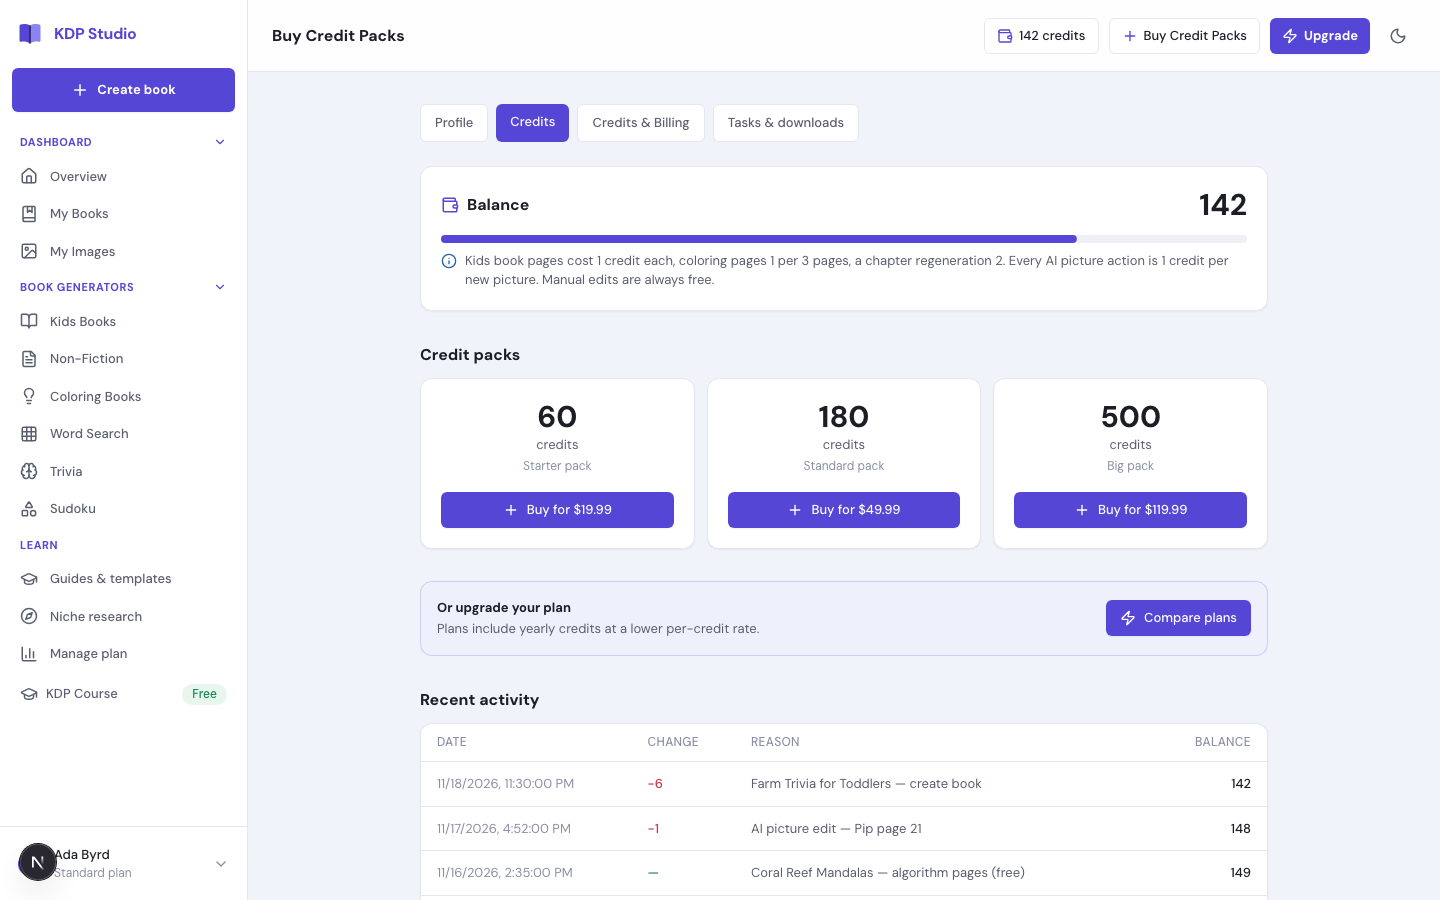 KDP Studio
Create book
DASHBOARD
Overview
My Books
My Images
BOOK GENERATORS
Kids Books
Non-Fiction
Coloring Books
Word Search
Trivia
Sudoku
LEARN
Guides & templates
Niche research
Manage plan
KDP Course
Free
N
Ada Byrd
Standard plan
Buy Credit Packs
142 credits
Buy Credit Packs
Upgrade
Profile
Credits
Credits & Billing
Tasks & downloads
Balance
142
Kids book pages cost 1 credit each, coloring pages 1 per 3 pages, a chapter regeneration 2. Every AI picture action is 1 credit per
new picture. Manual edits are always free.
Credit packs
60
credits
Starter pack
Buy for $19.99
180
credits
Standard pack
Buy for $49.99
500
credits
Big pack
Buy for $119.99
Or upgrade your plan
Plans include yearly credits at a lower per-credit rate.
Compare plans
Recent activity
DATE CHANGE REASON BALANCE
11/18/2026, 11:30:00 PM -6 Farm Trivia for Toddlers — create book 142
11/17/2026, 4:52:00 PM -1 AI picture edit — Pip page 21 148
11/16/2026, 2:35:00 PM — Coral Reef Mandalas — algorithm pages (free) 149